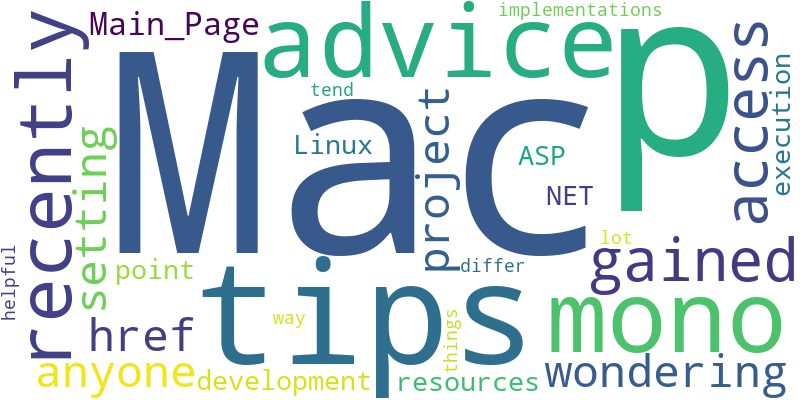 Main_Page
advice
implementations
p
recently
Mac
tend
access
execution
setting
Linux
project
ASP
NET
tips
point
differ
lot
gained
helpful
href
way
things
mono
anyone
development
resources
wondering